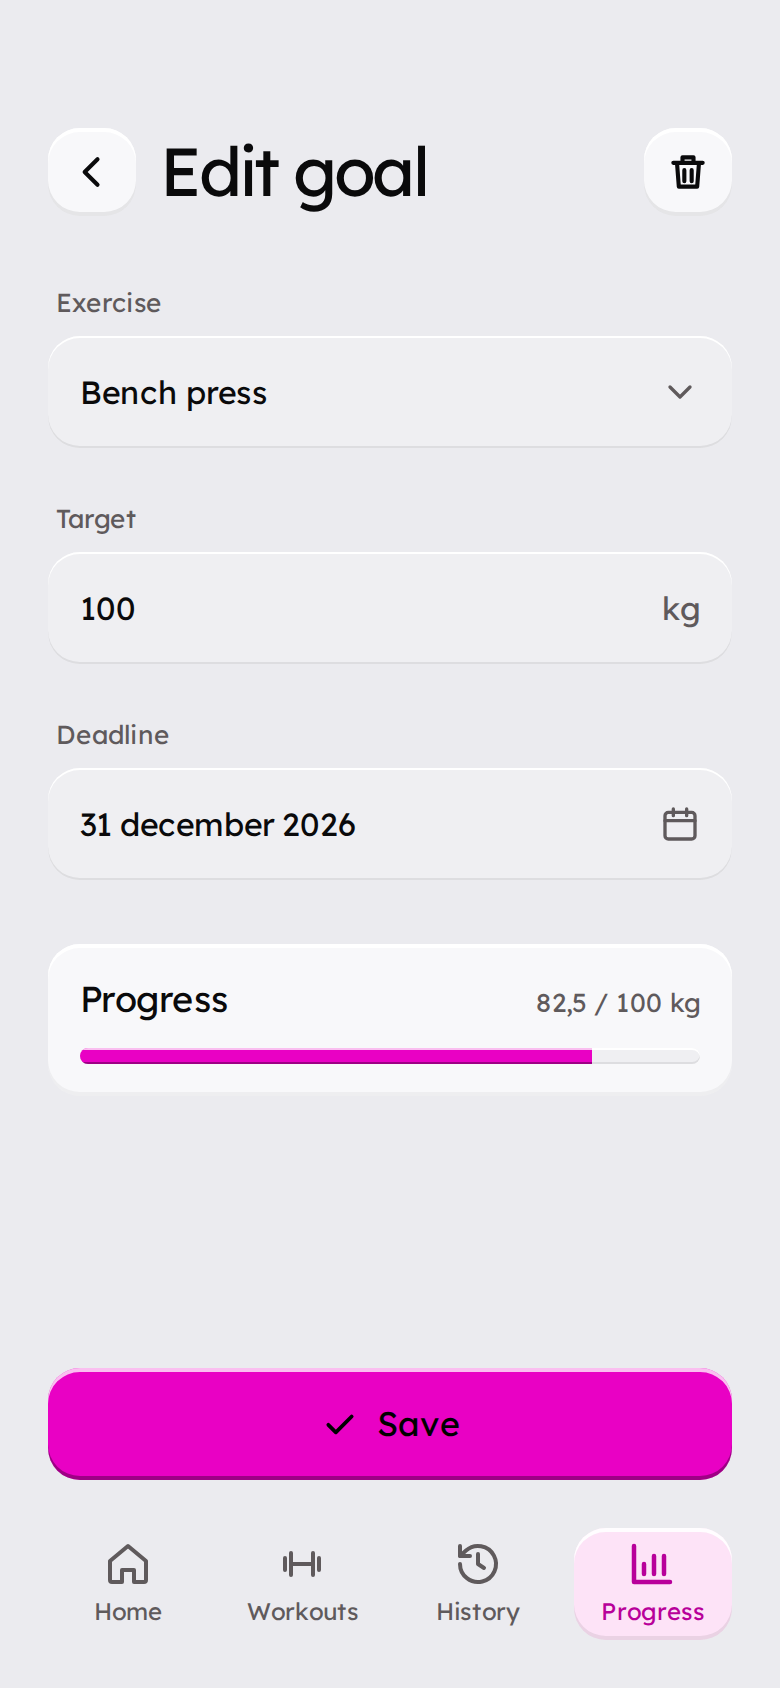 Edit goal
Exercise
Bench press
Target
100 kg
Deadline
31 december 2026
Progress 82,5 / 100 kg
Save
Home Workouts History Progress